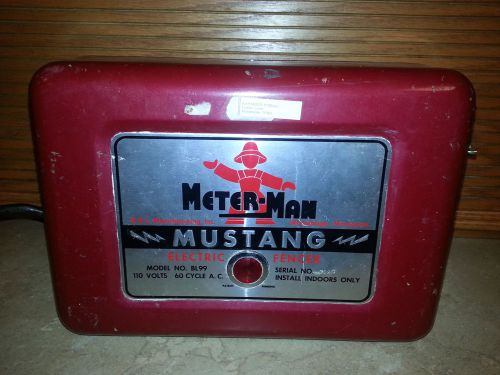 METER-MAN
MUSTANG
ELECTRIC FENCER
MODEL NO. BL99 SERIAL NO.
110 VOLTS 60 CYCLE A.C. INSTALL INDOORS ONLY